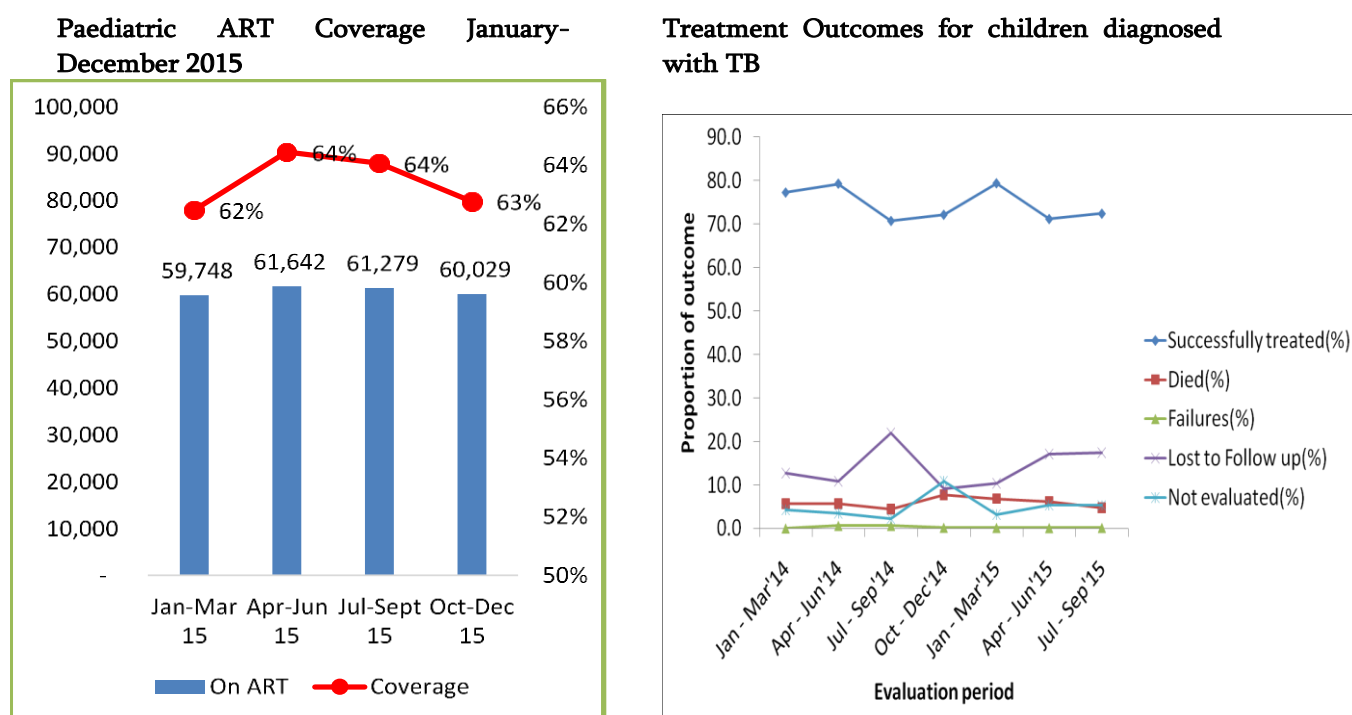 Paediatric ART Coverage January-
December 2015
100,000
90,000
80,000
70,000
60,000
50,000
40,000
30,000
20,000
10,000
-
66%
64%
62%
60%
58%
56%
54%
52%
50%
64%
64%
62%
63%
59,748
61,642
61,279
60,029
Jan-Mar 15
Apr-Jun 15
Jul-Sept 15
Oct-Dec 15
On ART
Coverage
Treatment Outcomes for children diagnosed
with TB
Proportion of outcome
90.0
80.0
70.0
60.0
50.0
40.0
30.0
20.0
10.0
0.0
Jan - Mar'14
Apr - Jun'14
Jul - Sep'14
Oct - Dec'14
Jan - Mar'15
Apr - Jun'15
Jul - Sep'15
Evaluation period
Successfully treated(%)
Died(%)
Failures(%)
Lost to Follow up(%)
Not evaluated(%)